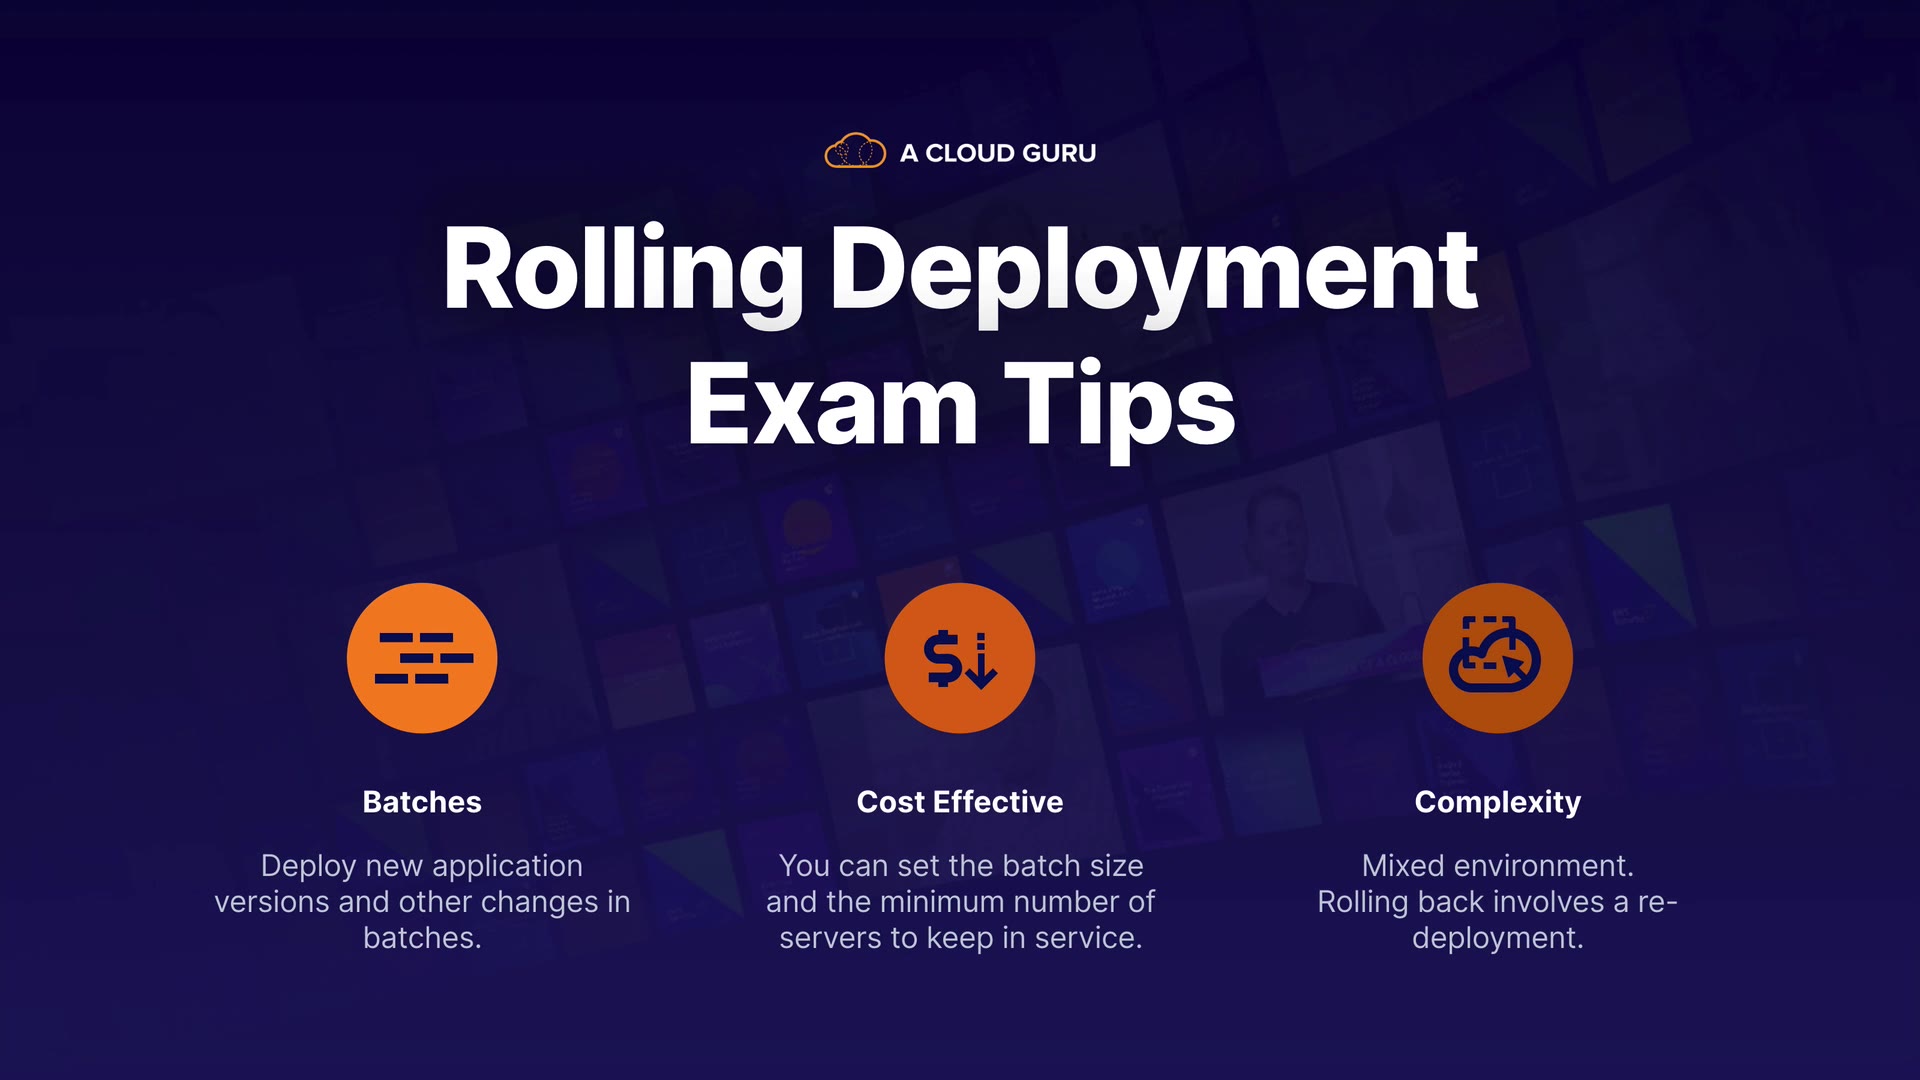 A CLOUD GURU
Rolling Deployment
Exam Tips
Batches
Deploy new application
versions and other changes in
batches.
Cost Effective
You can set the batch size
and the minimum number of
servers to keep in service.
Complexity
Mixed environment.
Rolling back involves a re-
deployment.